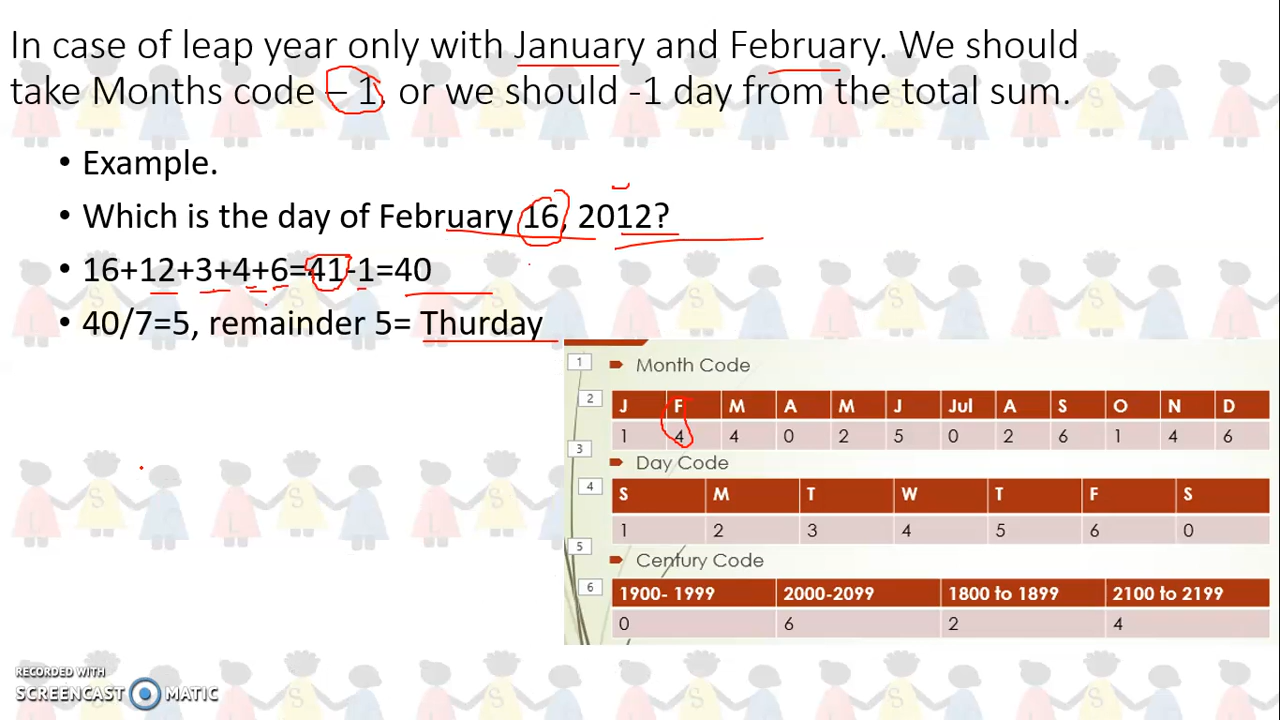 In case of leap year only with January and February. We should
take Months code – 1. or we should -1 day from the total sum.
• Example.
• Which is the day of February 16, 2012?
• 16+12+3+4+6=41-1=40
• 40/7=5, remainder 5= Thurday
1 Month Code
2 J F M A M J Jul A S O N D
1 4 4 0 2 5 0 2 6 1 4 6
3 Day Code
4 S M T W T F S
1 2 3 4 5 6 0
5 Century Code
6 1900- 1999 2000-2099 1800 to 1899 2100 to 2199
0 6 2 4
RECORDED WITH
SCREENCAST MATIC